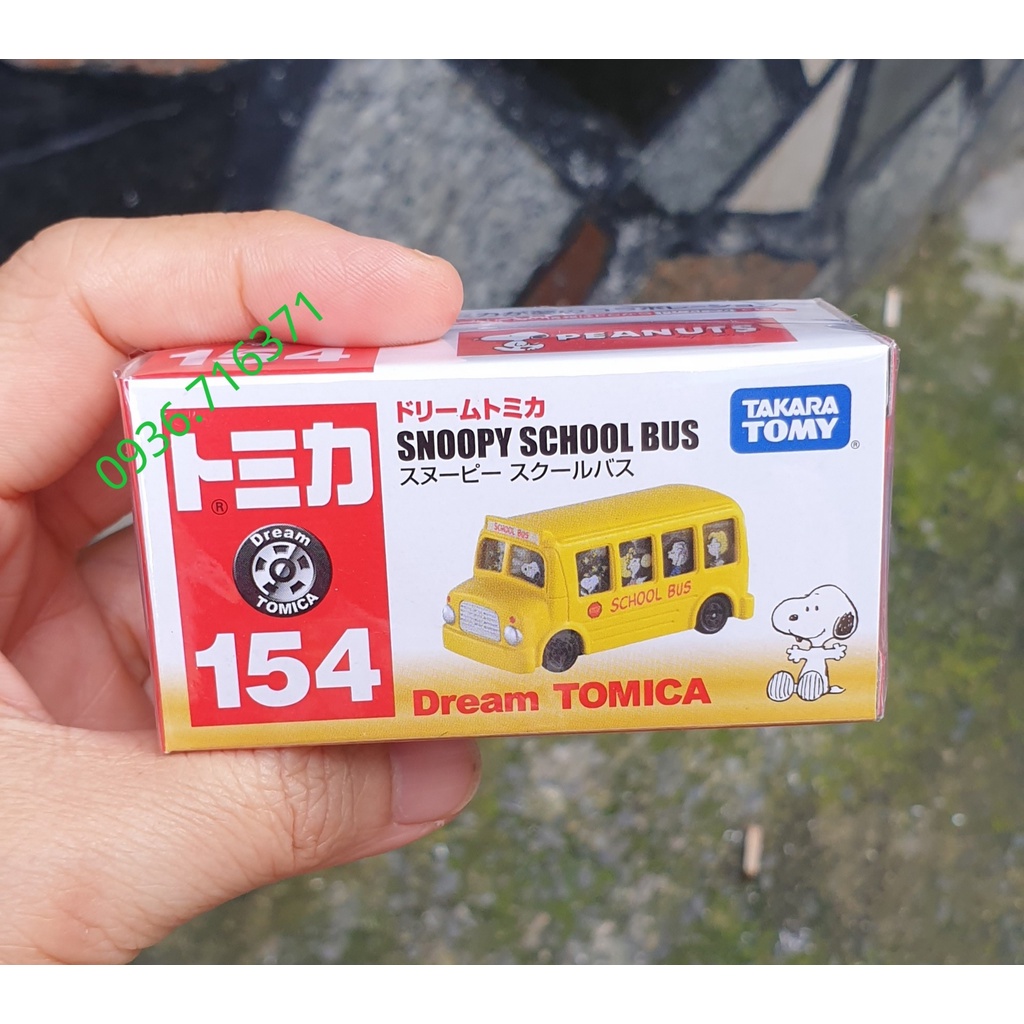 154
PEANUTS
0936.716371
トミカ
®
Dream
TOMICA
154
ドリームトミカ
SNOOPY SCHOOL BUS
スヌーピー スクールバス
TAKARA
TOMY
®
SCHOOL BUS
SCHOOL BUS
Dream TOMICA